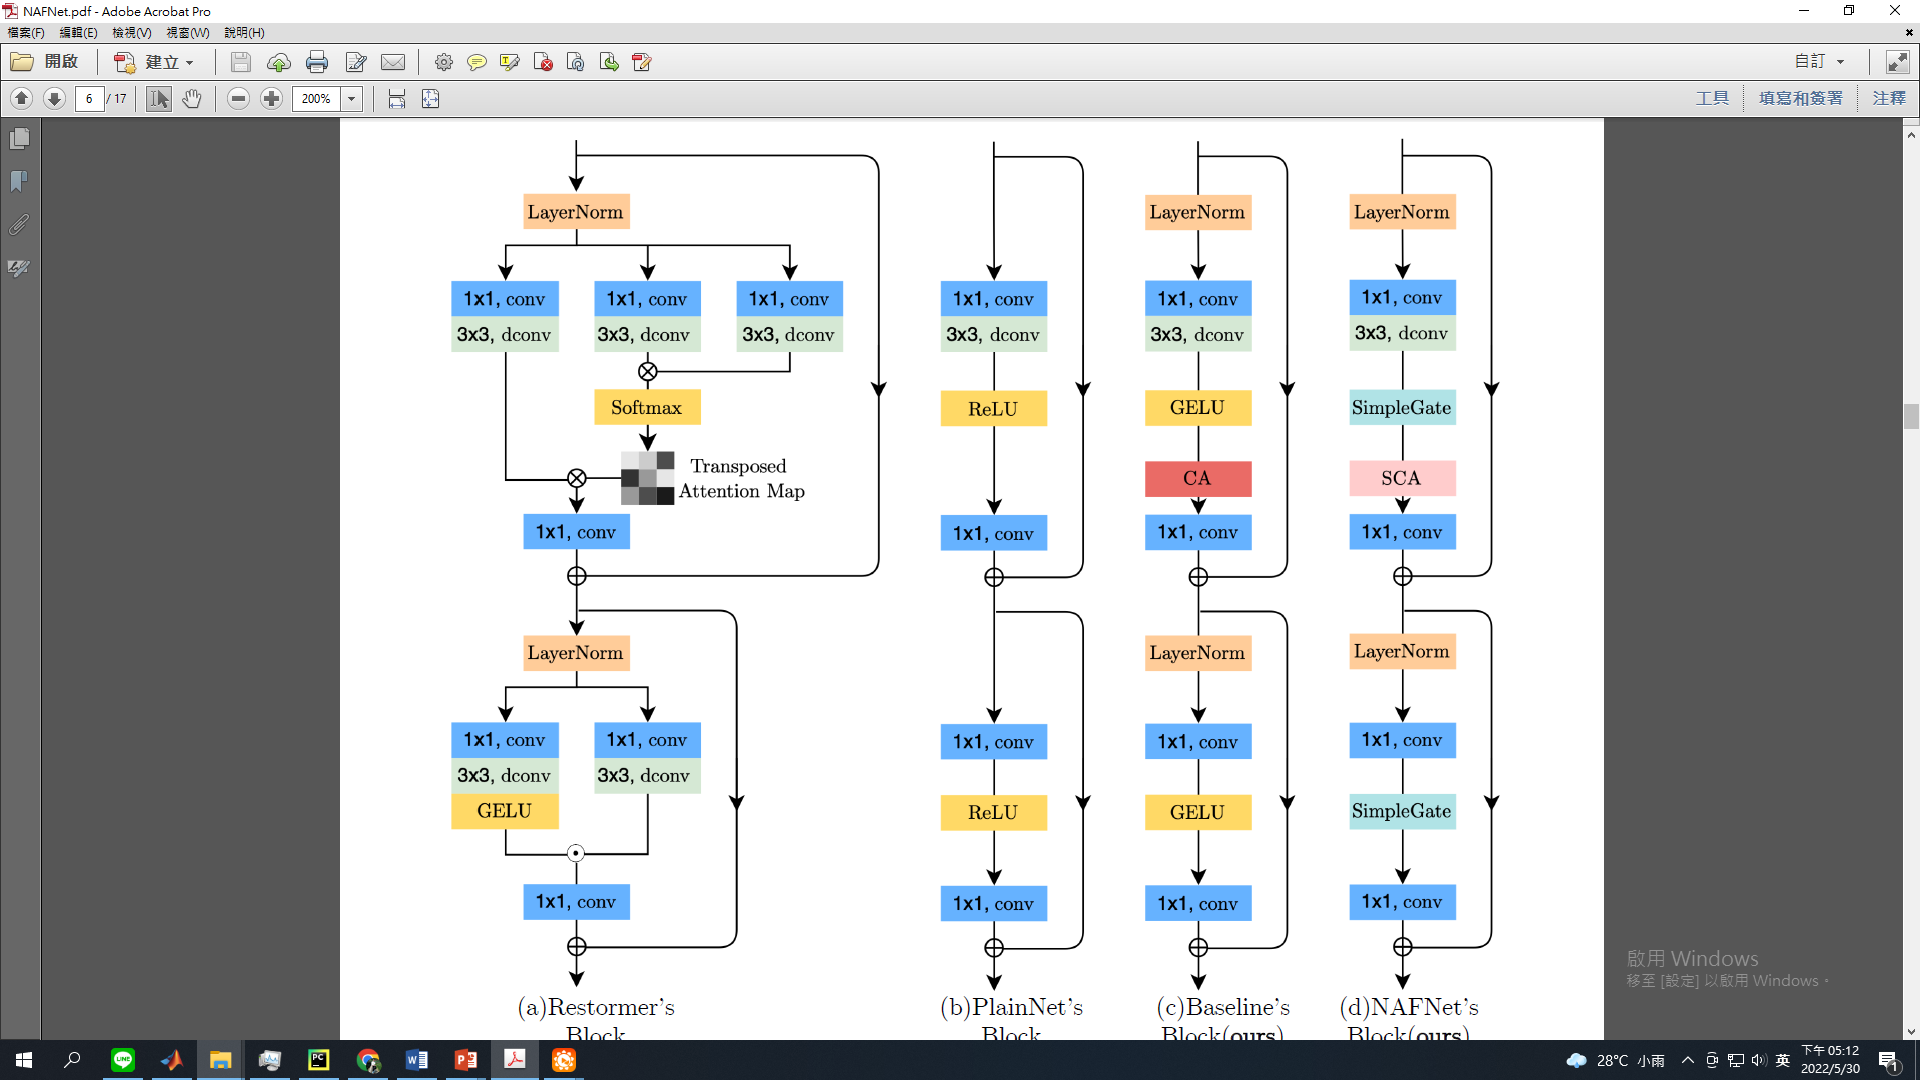 NAFNet.pdf - Adobe Acrobat Pro
檔案(F) 編輯(E) 檢視(V) 視窗(W) 說明(H)
開啟 建立 自訂
6 / 17 200% 工具 填寫和簽署 注釋
LayerNorm
1x1, conv 1x1, conv 1x1, conv
3x3, dconv 3x3, dconv 3x3, dconv
Softmax
Transposed
Attention Map
1x1, conv
LayerNorm
1x1, conv 1x1, conv
3x3, dconv 3x3, dconv
GELU
1x1, conv
(a)Restormer's
Block
1x1, conv
3x3, dconv
ReLU
1x1, conv
1x1, conv
ReLU
1x1, conv
(b)PlainNet's
Block
LayerNorm
1x1, conv
3x3, dconv
GELU
CA
1x1, conv
LayerNorm
1x1, conv
GELU
1x1, conv
(c)Baseline's
Block(ours)
LayerNorm
1x1, conv
3x3, dconv
SimpleGate
SCA
1x1, conv
LayerNorm
1x1, conv
SimpleGate
1x1, conv
(d)NAFNet's
Block(ours)
啟用 Windows
移至 [設定] 以啟用 Windows。
LINE PC W P
28°C 小雨 英 下午 05:12
2022/5/30 1